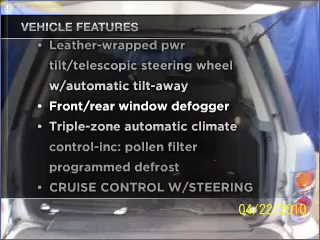 VEHICLE FEATURES
• Leather-wrapped pwr
tilt/telescopic steering wheel
w/automatic tilt-away
• Front/rear window defogger
• Triple-zone automatic climate
control-inc: pollen filter
programmed defrost
• CRUISE CONTROL W/STEERING
04/22/2010